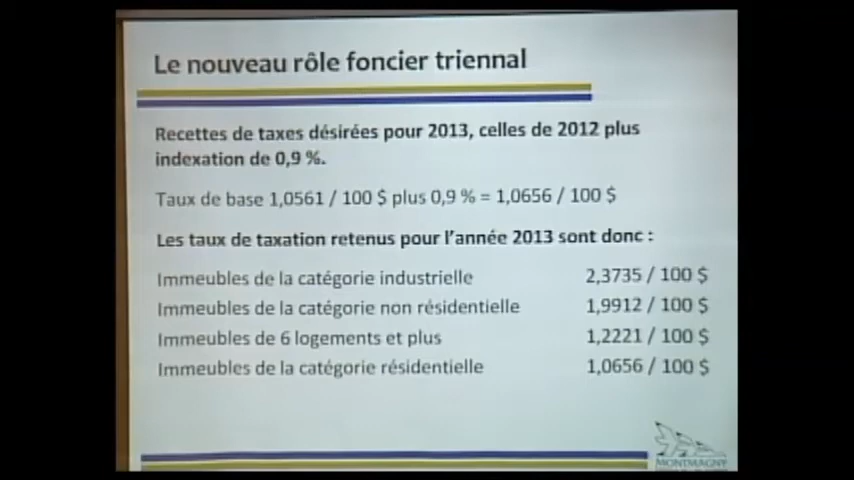 Le nouveau rôle foncier triennal
Recettes de taxes désirées pour 2013, celles de 2012 plus
indexation de 0,9 %.
Taux de base 1,0561 / 100 $ plus 0,9 % = 1,0656 / 100 $
Les taux de taxation retenus pour l'année 2013 sont donc :
Immeubles de la catégorie industrielle 2,3735 / 100 $
Immeubles de la catégorie non résidentielle 1,9912 / 100 $
Immeubles de 6 logements et plus 1,2221 / 100 $
Immeubles de la catégorie résidentielle 1,0656 / 100 $
MONTMAGNY